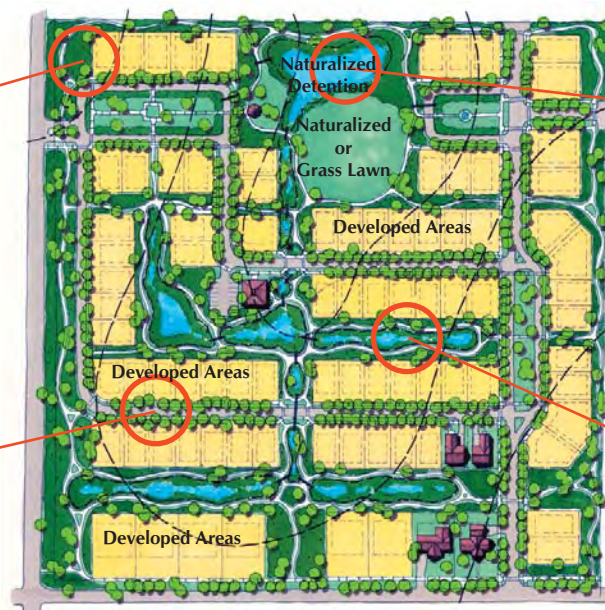 Naturalized
Detention
Naturalized
or
Grass Lawn
Developed Areas
Developed Areas
Developed Areas